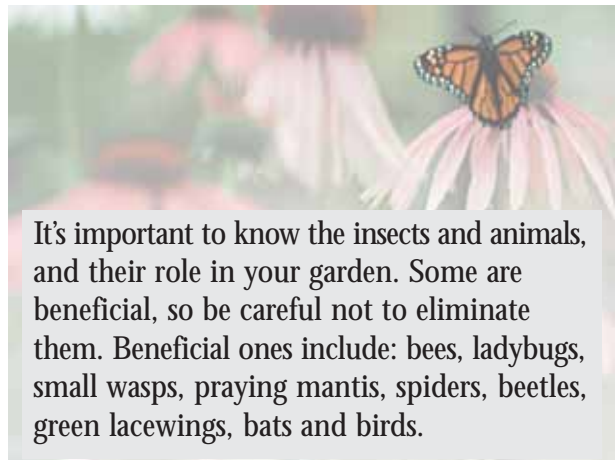 It's important to know the insects and animals,
and their role in your garden. Some are
beneficial, so be careful not to eliminate
them. Beneficial ones include: bees, ladybugs,
small wasps, praying mantis, spiders, beetles,
green lacewings, bats and birds.